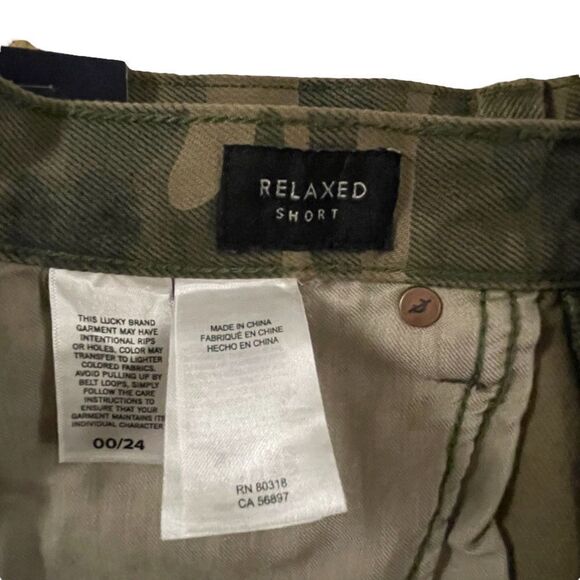 RELAXED
SHORT
THIS LUCKY BRAND
GARMENT MAY HAVE
INTENTIONAL RIPS
OR HOLES, COLOR MAY
TRANSFER TO LIGHTER
COLORED FABRICS.
AVOID PULLING UP BY
BELT LOOPS, SIMPLY
FOLLOW THE CARE
INSTRUCTIONS TO
ENSURE THAT YOUR
GARMENT MAINTAINS ITS
INDIVIDUAL CHARACTER
00/24
MADE IN CHINA
FABRIQUÉ EN CHINE
HECHO EN CHINA
RN 80318
CA 56897